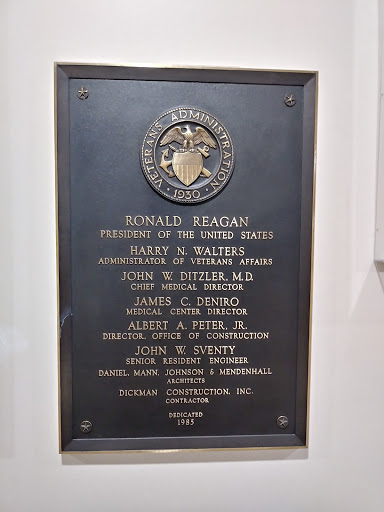 VETERANS ADMINISTRATION
1930
RONALD REAGAN
PRESIDENT OF THE UNITED STATES
HARRY N. WALTERS
ADMINISTRATOR OF VETERANS AFFAIRS
JOHN W. DITZLER, M.D.
CHIEF MEDICAL DIRECTOR
JAMES C. DENIRO
MEDICAL CENTER DIRECTOR
ALBERT A. PETER, JR.
DIRECTOR, OFFICE OF CONSTRUCTION
JOHN W. SVENTY
SENIOR RESIDENT ENGINEER
DANIEL, MANN, JOHNSON & MENDENHALL
ARCHITECTS
DICKMAN CONSTRUCTION, INC.
CONTRACTOR
DEDICATED
1985